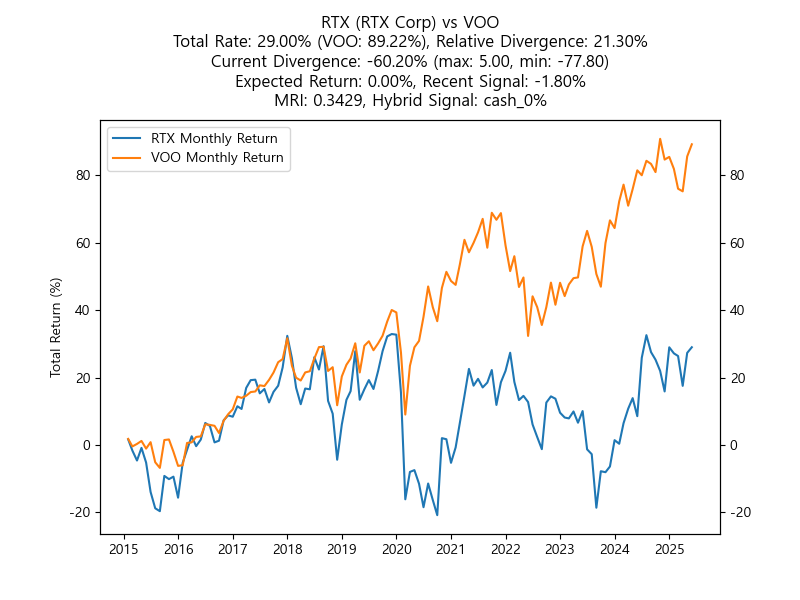 RTX (RTX Corp) vs VOO
Total Rate: 29.00% (VOO: 89.22%), Relative Divergence: 21.30%
Current Divergence: -60.20% (max: 5.00, min: -77.80)
Expected Return: 0.00%, Recent Signal: -1.80%
MRI: 0.3429, Hybrid Signal: cash_0%
RTX Monthly Return
VOO Monthly Return
Total Return (%)
80
60
40
20
0
-20
80
60
40
20
0
-20
2015 2016 2017 2018 2019 2020 2021 2022 2023 2024 2025